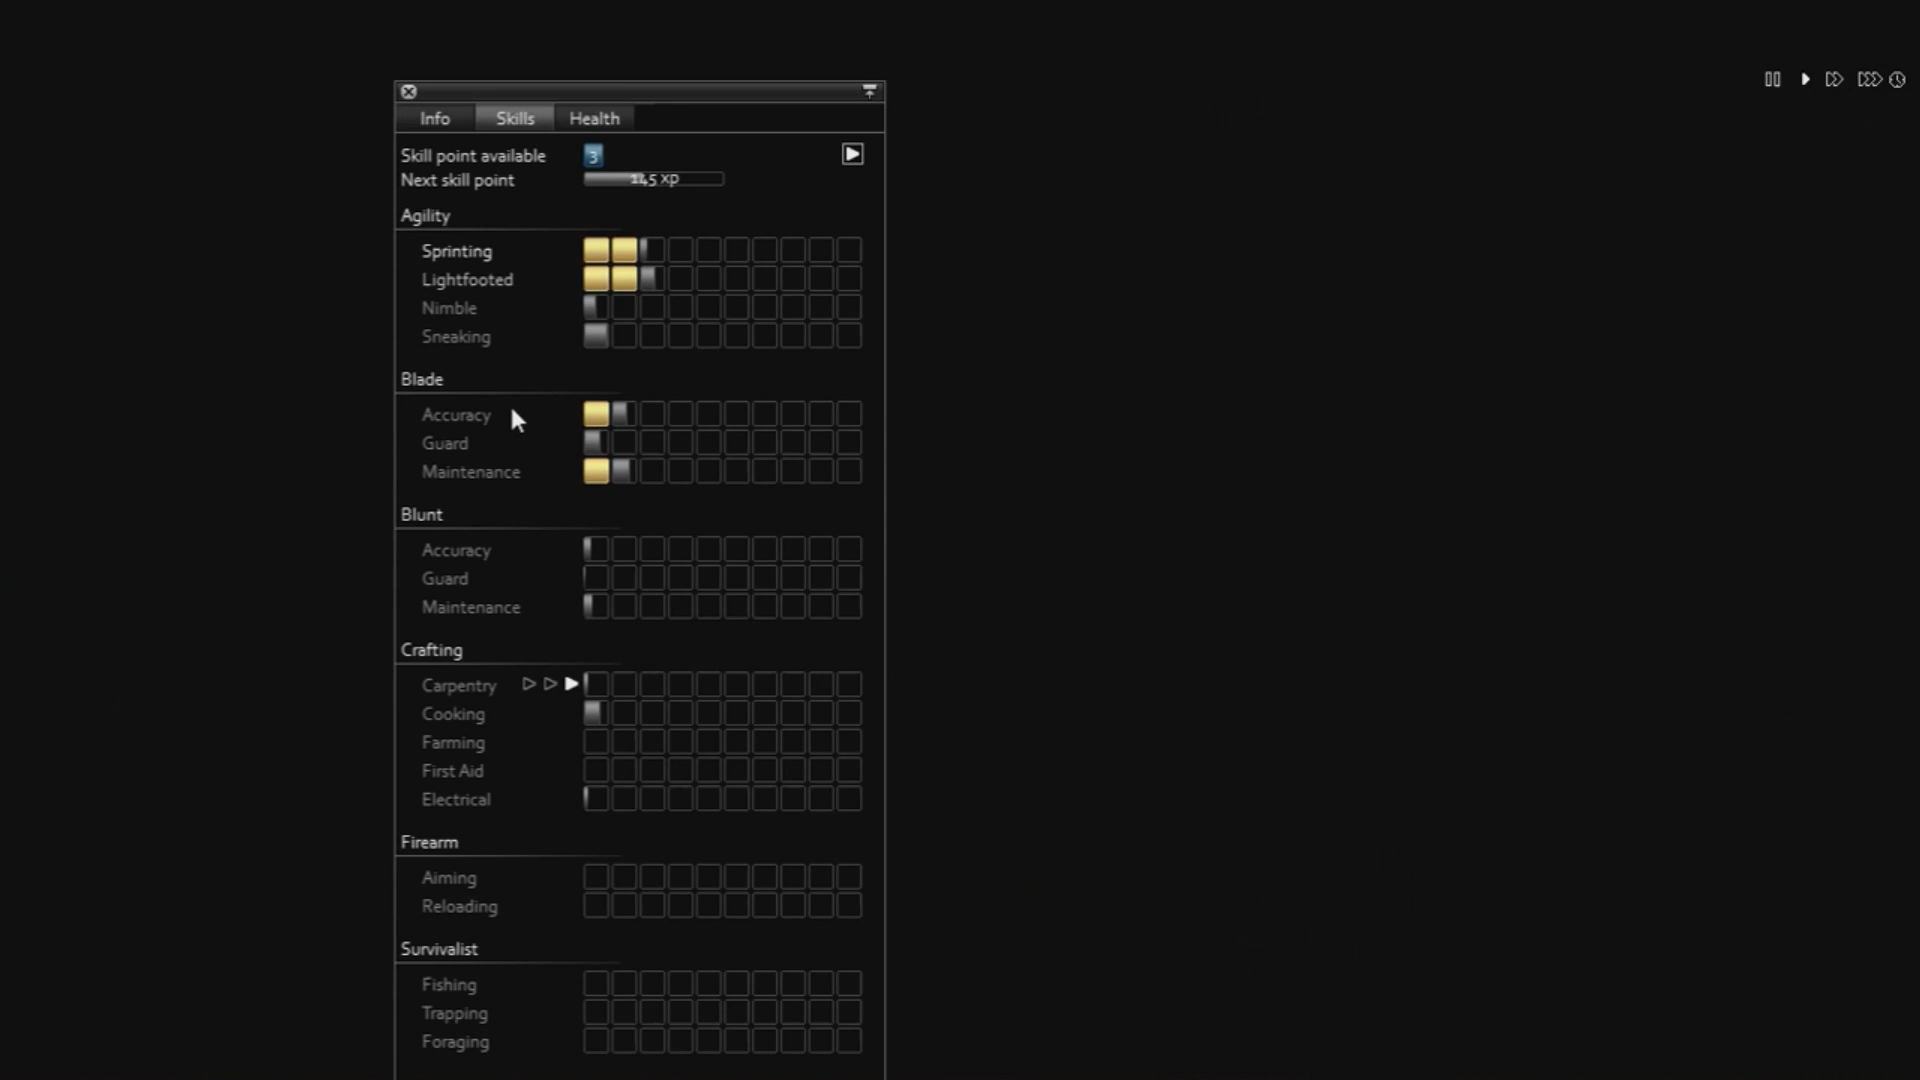 Info Skills Health
Skill point available 3
Next skill point 145 xp
Agility
Sprinting
Lightfooted
Nimble
Sneaking
Blade
Accuracy
Guard
Maintenance
Blunt
Accuracy
Guard
Maintenance
Crafting
Carpentry
Cooking
Farming
First Aid
Electrical
Firearm
Aiming
Reloading
Survivalist
Fishing
Trapping
Foraging